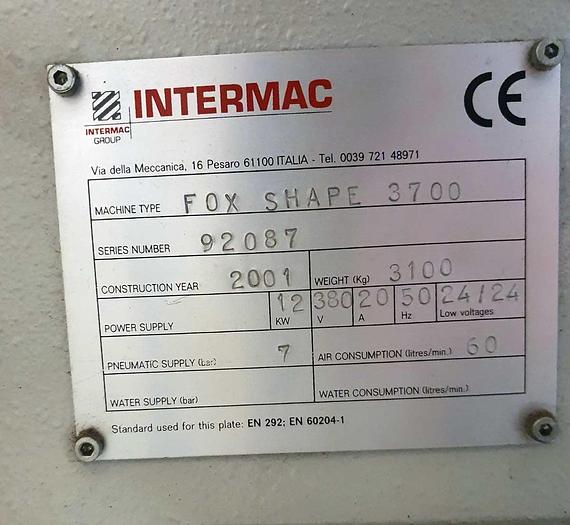 INTERMAC
CE
INTERMAC
GROUP
Via della Meccanica, 16 Pesaro 61100 ITALIA - Tel. 0039 721 48971
MACHINE TYPE FOX SHAPE 3700
SERIES NUMBER 92087
CONSTRUCTION YEAR 2001 WEIGHT (Kg) 3100
POWER SUPPLY 12 KW 380 V 20 A 50 Hz 24/24 Low voltages
PNEUMATIC SUPPLY (bar) 7 AIR CONSUMPTION (litres/min.) 60
WATER SUPPLY (bar) WATER CONSUMPTION (litres/min.)
Standard used for this plate: EN 292; EN 60204-1